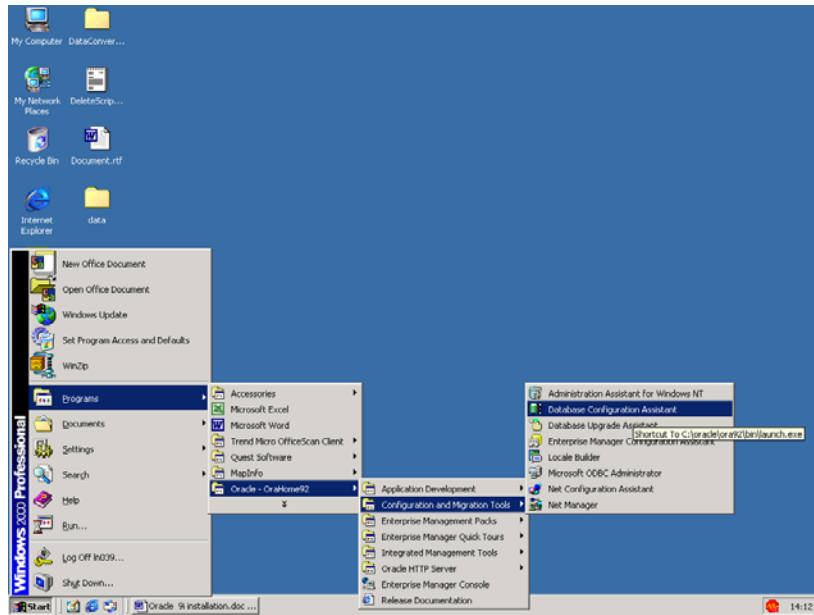 My Computer
DataConver...
My Network Places
DeleteScrip...
Recycle Bin
Document.rtf
Internet Explorer
data
Windows 2000 Professional
New Office Document
Open Office Document
Windows Update
Set Program Access and Defaults
WinZip
Programs
Documents
Settings
Search
Help
Run...
Log Off ln039...
Shut Down...
Accessories
Microsoft Excel
Microsoft Word
Trend Micro OfficeScan Client
Quest Software
MapInfo
Oracle - OraHome92
Application Development
Configuration and Migration Tools
Enterprise Management Packs
Enterprise Manager Quick Tours
Integrated Management Tools
Oracle HTTP Server
Enterprise Manager Console
Release Documentation
Administration Assistant for Windows NT
Database Configuration Assistant
Database Upgrade Assistant
Shortcut To C:\oracle\ora92\bin\launch.exe
Enterprise Manager Configuration Assistant
Locale Builder
Microsoft ODBC Administrator
Net Configuration Assistant
Net Manager
Start
Oracle 9i installation.doc ...
14:12